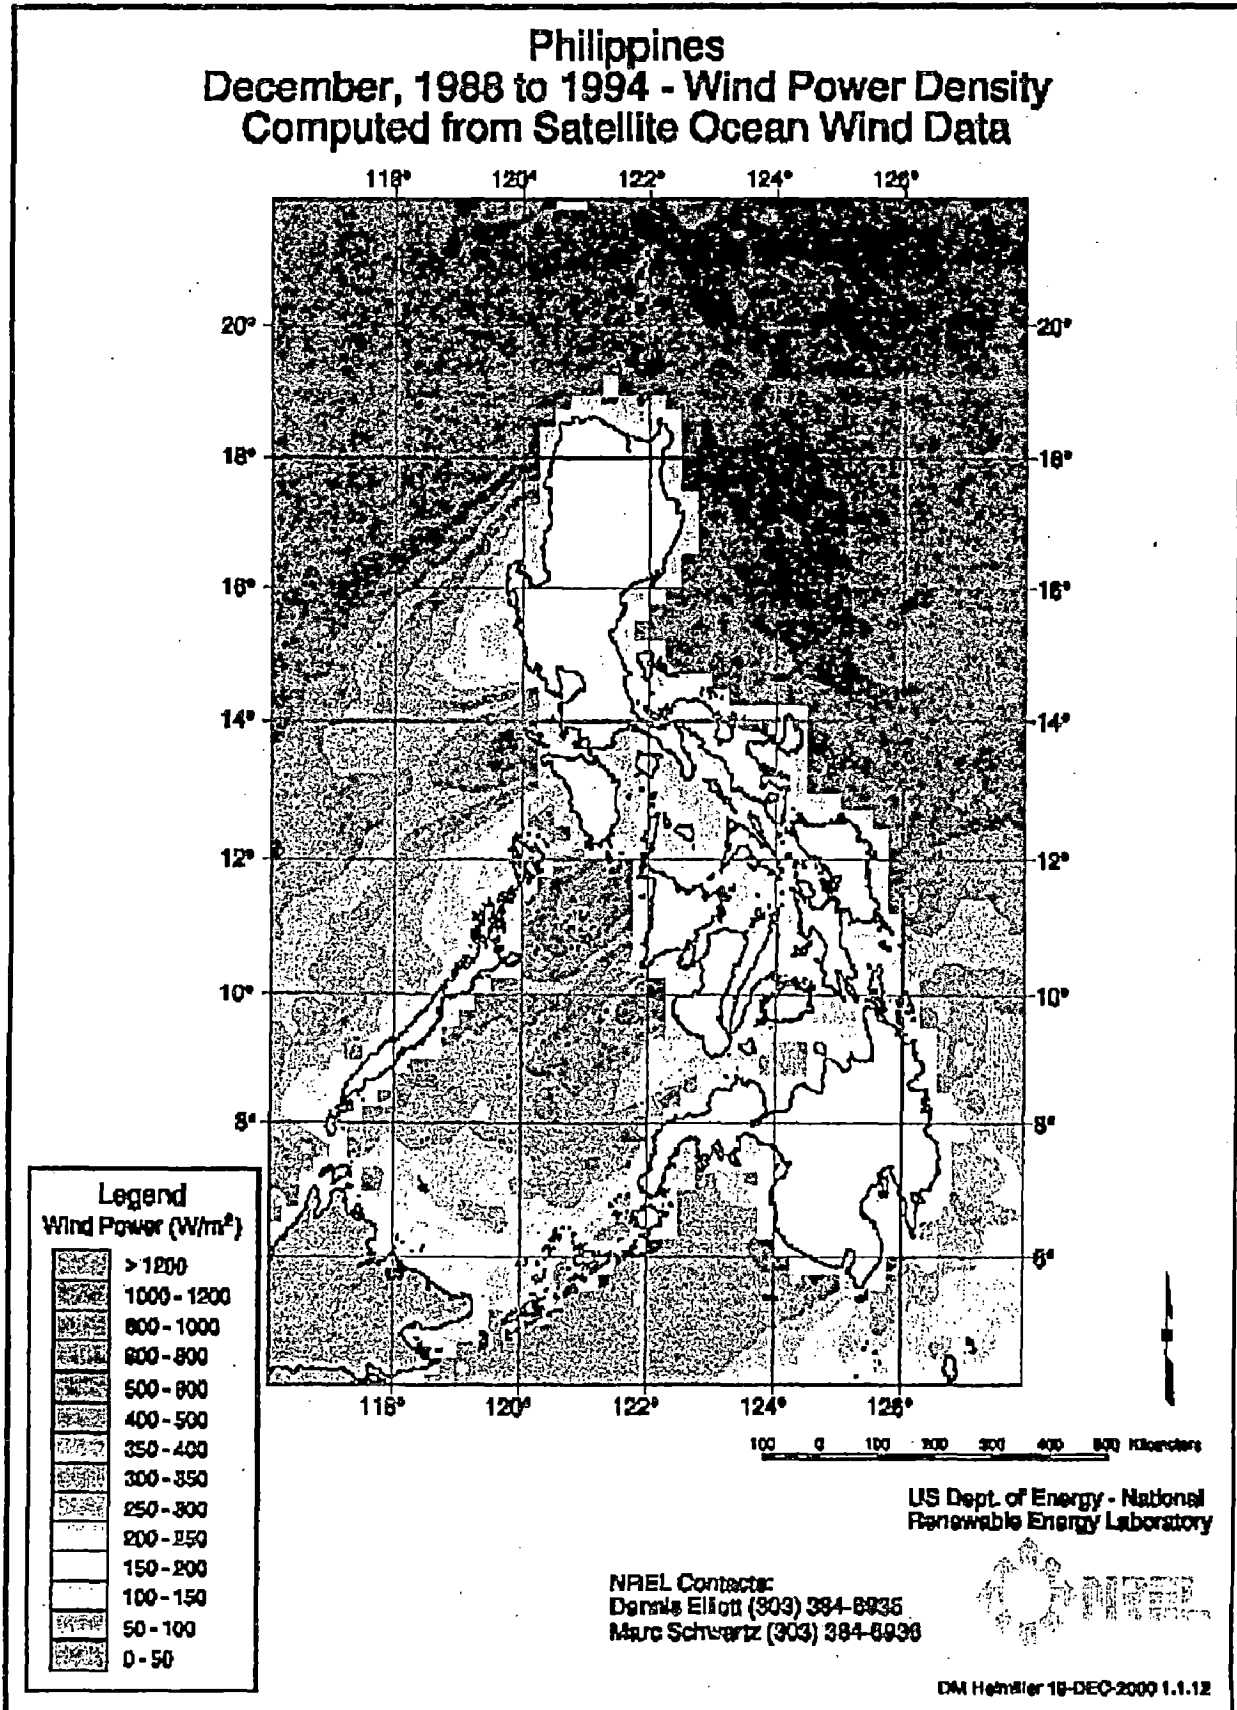 Philippines
December, 1988 to 1994 - Wind Power Density
Computed from Satellite Ocean Wind Data
118° 120° 122° 124° 126°
20° 20°
18° 18°
16° 16°
14° 14°
12° 12°
10° 10°
8° 8°
6°
118° 120° 122° 124° 126°
Legend
Wind Power (W/m²)
> 1200
1000 - 1200
800 - 1000
600 - 800
500 - 600
400 - 500
350 - 400
300 - 350
250 - 300
200 - 250
150 - 200
100 - 150
50 - 100
0 - 50
100 0 100 200 300 400 500 Kilometers
US Dept. of Energy - National
Renewable Energy Laboratory
NREL
NREL Contacts:
Dennis Elliott (303) 384-6935
Marc Schwartz (303) 384-6936
DM Heimiller 19-DEC-2000 1.1.12